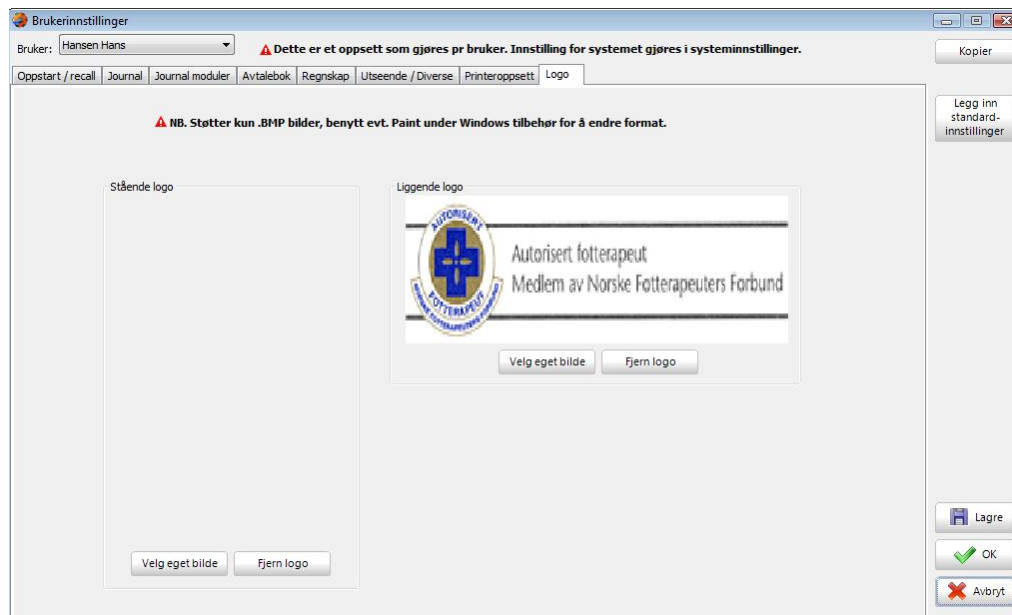 Brukerinnstillinger
Bruker: Hansen Hans
Dette er et oppsett som gjøres pr bruker. Innstilling for systemet gjøres i systeminnstillinger.
Kopier
Oppstart / recall Journal Journal moduler Avtalebok Regnskap Utseende / Diverse Printeroppsett Logo
Legg inn
standard-
innstillinger
NB. Støtter kun .BMP bilder, benytt evt. Paint under Windows tilbehør for å endre format.
Stående logo
Velg eget bilde Fjern logo
Liggende logo
AUTORISERT
FOTTERAPEUT
Autorisert fotterapeut
Medlem av Norske Fotterapeuters Forbund
Velg eget bilde Fjern logo
Lagre
OK
Avbryt